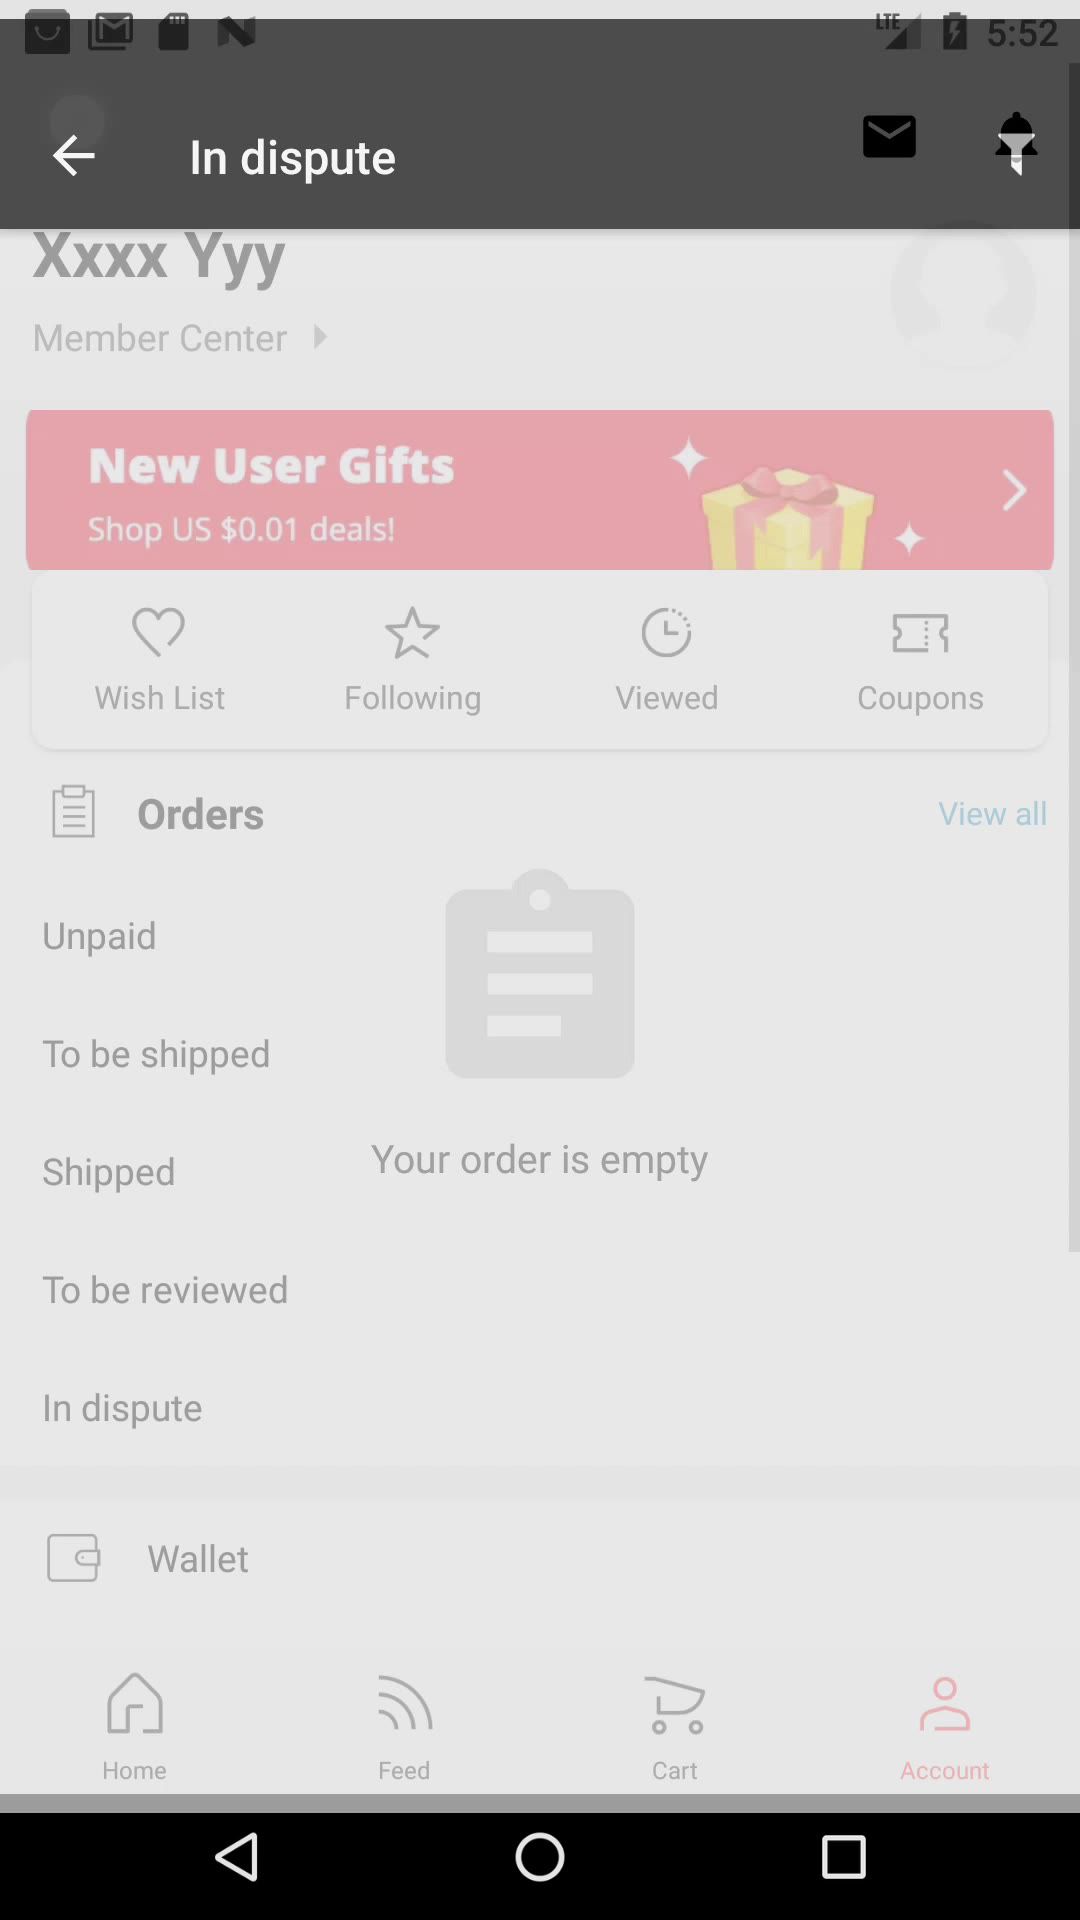 LTE 5:52
In dispute
Xxxx Yyy
Member Center
New User Gifts
Shop US $0.01 deals!
Wish List Following Viewed Coupons
Orders View all
Unpaid
To be shipped
Your order is empty
Shipped
To be reviewed
In dispute
Wallet
Home Feed Cart Account